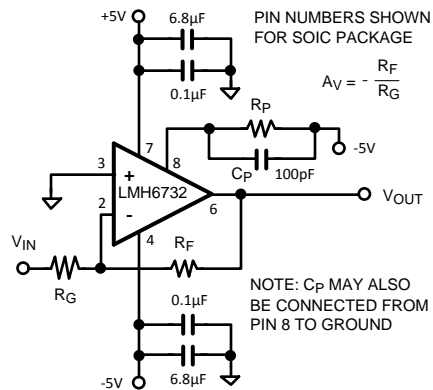 +5V
6.8µF
0.1µF
PIN NUMBERS SHOWN
FOR SOIC PACKAGE
AV = - RF
RG
RP
-5V
CP 100pF
7
8
3
+
LMH6732
6
VOUT
2
-
4
VIN
RG
RF
NOTE: CP MAY ALSO
BE CONNECTED FROM
PIN 8 TO GROUND
0.1µF
6.8µF
-5V